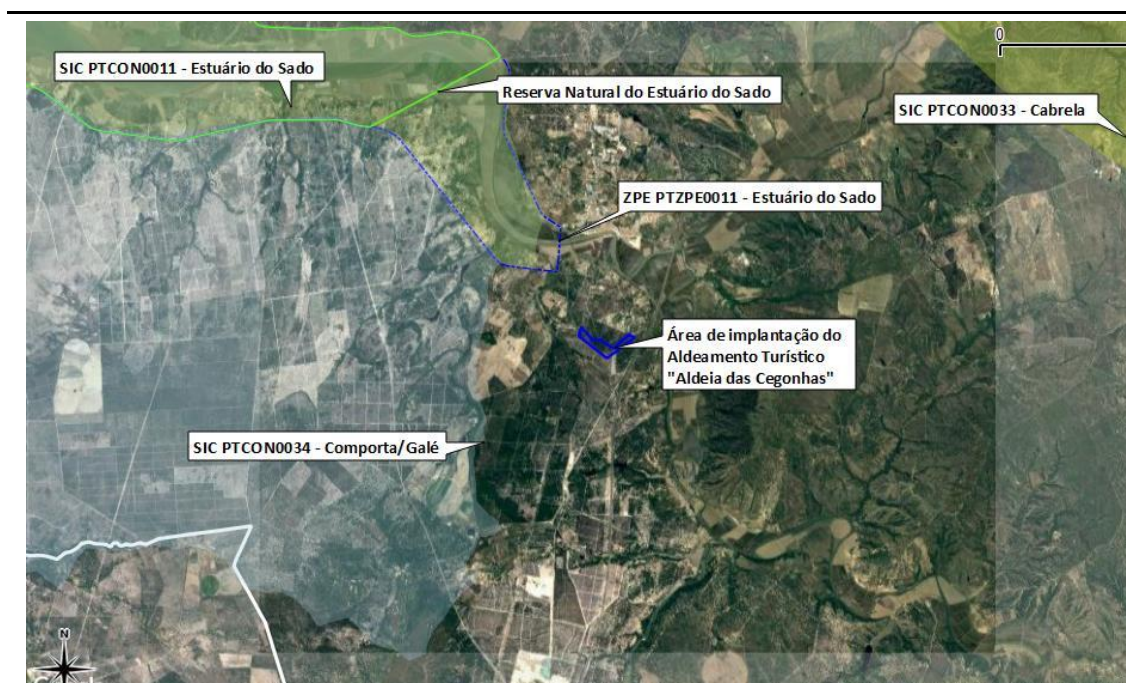 0
SIC PTCON0011 - Estuário do Sado
Reserva Natural do Estuário do Sado
SIC PTCON0033 - Cabrela
ZPE PTZPE0011 - Estuário do Sado
Área de implantação do
Aldeamento Turístico
"Aldeia das Cegonhas"
SIC PTCON0034 - Comporta/Galé
N